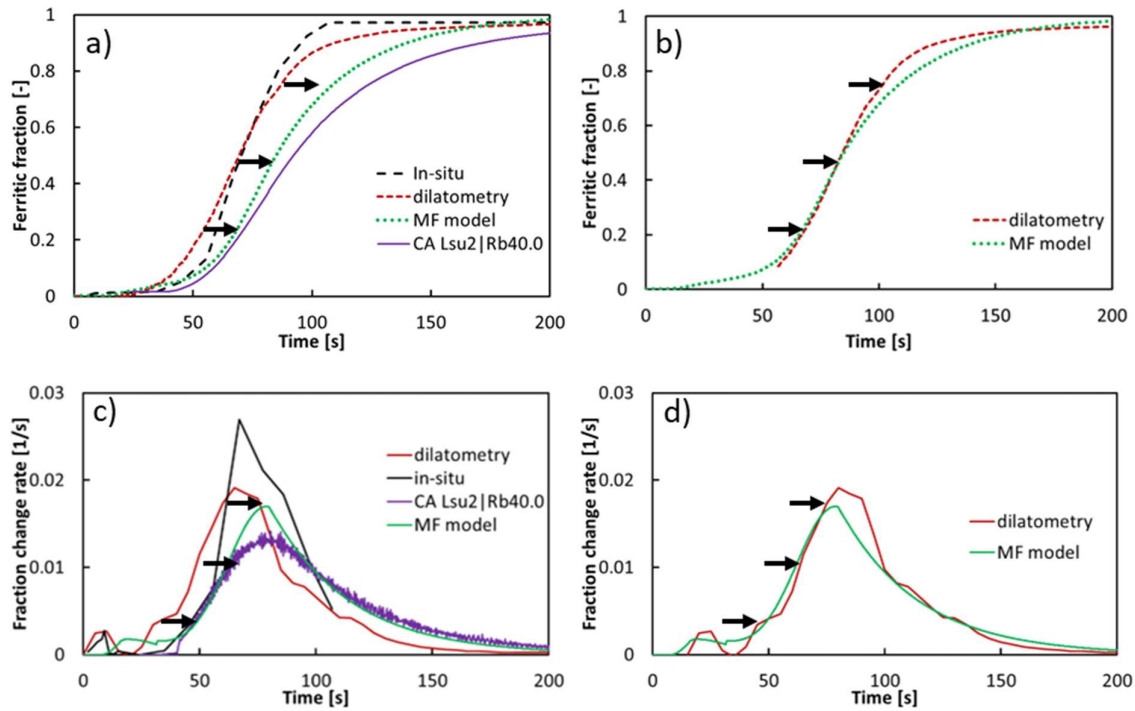 a)
Ferritic fraction [-]
1
0.8
0.6
0.4
0.2
0
0 50 100 150 200
Time [s]
In-situ
dilatometry
MF model
CA Lsu2|Rb40.0
b)
Ferritic fraction [-]
1
0.8
0.6
0.4
0.2
0
0 50 100 150 200
Time [s]
dilatometry
MF model
c)
Fraction change rate [1/s]
0.03
0.02
0.01
0
0 50 100 150 200
Time [s]
dilatometry
in-situ
CA Lsu2|Rb40.0
MF model
d)
Fraction change rate [1/s]
0.03
0.02
0.01
0
0 50 100 150 200
Time [s]
dilatometry
MF model